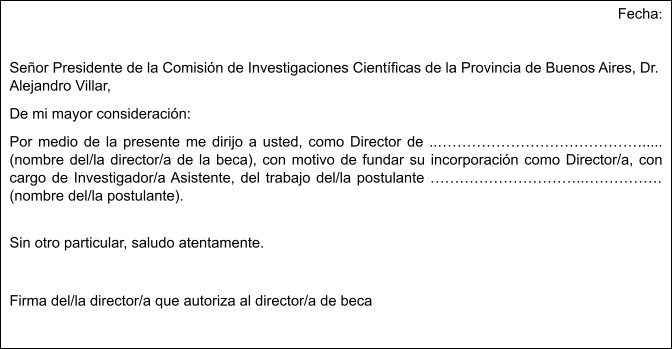 Fecha:
Señor Presidente de la Comisión de Investigaciones Científicas de la Provincia de Buenos Aires, Dr.
Alejandro Villar,
De mi mayor consideración:
Por medio de la presente me dirijo a usted, como Director de ..……………………………………….....
(nombre del/la director/a de la beca), con motivo de fundar su incorporación como Director/a, con
cargo de Investigador/a Asistente, del trabajo del/la postulante …………………………..……………
(nombre del/la postulante).
Sin otro particular, saludo atentamente.
Firma del/la director/a que autoriza al director/a de beca